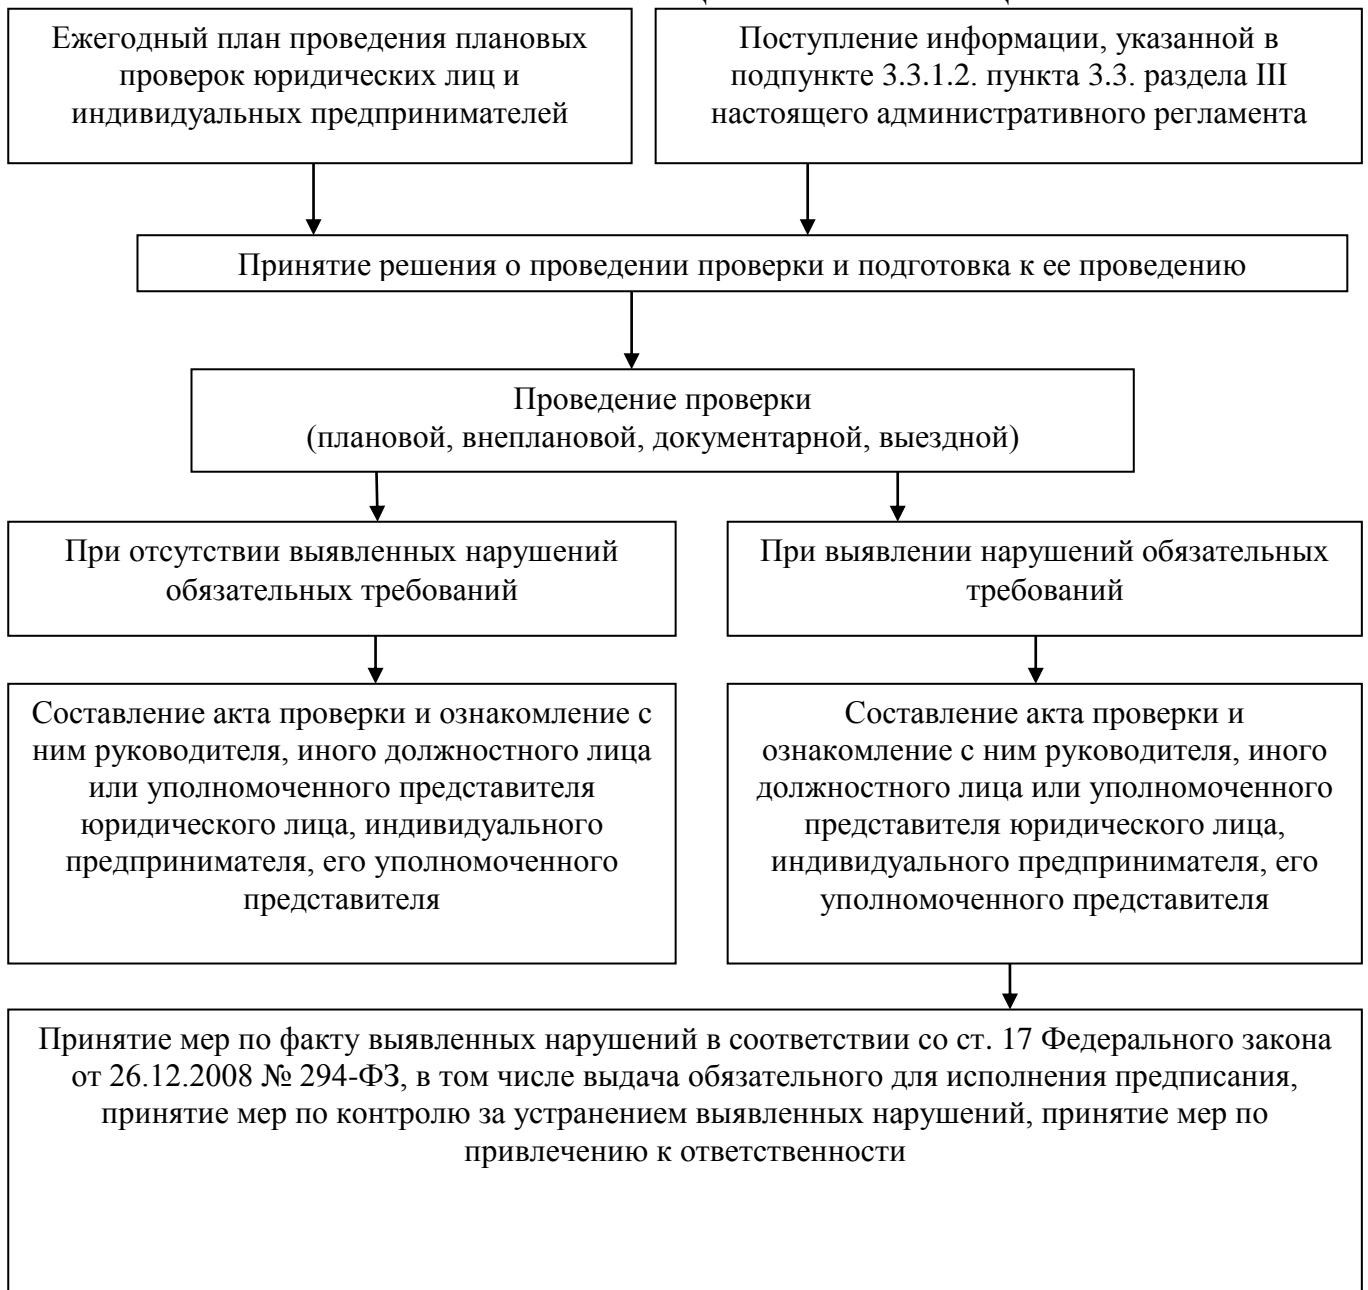 Ежегодный план проведения плановых
проверок юридических лиц и
индивидуальных предпринимателей
Поступление информации, указанной в
подпункте 3.3.1.2. пункта 3.3. раздела III
настоящего административного регламента
Принятие решения о проведении проверки и подготовка к ее проведению
Проведение проверки
(плановой, внеплановой, документарной, выездной)
При отсутствии выявленных нарушений
обязательных требований
При выявлении нарушений обязательных
требований
Составление акта проверки и ознакомление с
ним руководителя, иного должностного лица
или уполномоченного представителя
юридического лица, индивидуального
предпринимателя, его уполномоченного
представителя
Составление акта проверки и
ознакомление с ним руководителя, иного
должностного лица или уполномоченного
представителя юридического лица,
индивидуального предпринимателя, его
уполномоченного представителя
Принятие мер по факту выявленных нарушений в соответствии со ст. 17 Федерального закона
от 26.12.2008 № 294-ФЗ, в том числе выдача обязательного для исполнения предписания,
принятие мер по контролю за устранением выявленных нарушений, принятие мер по
привлечению к ответственности